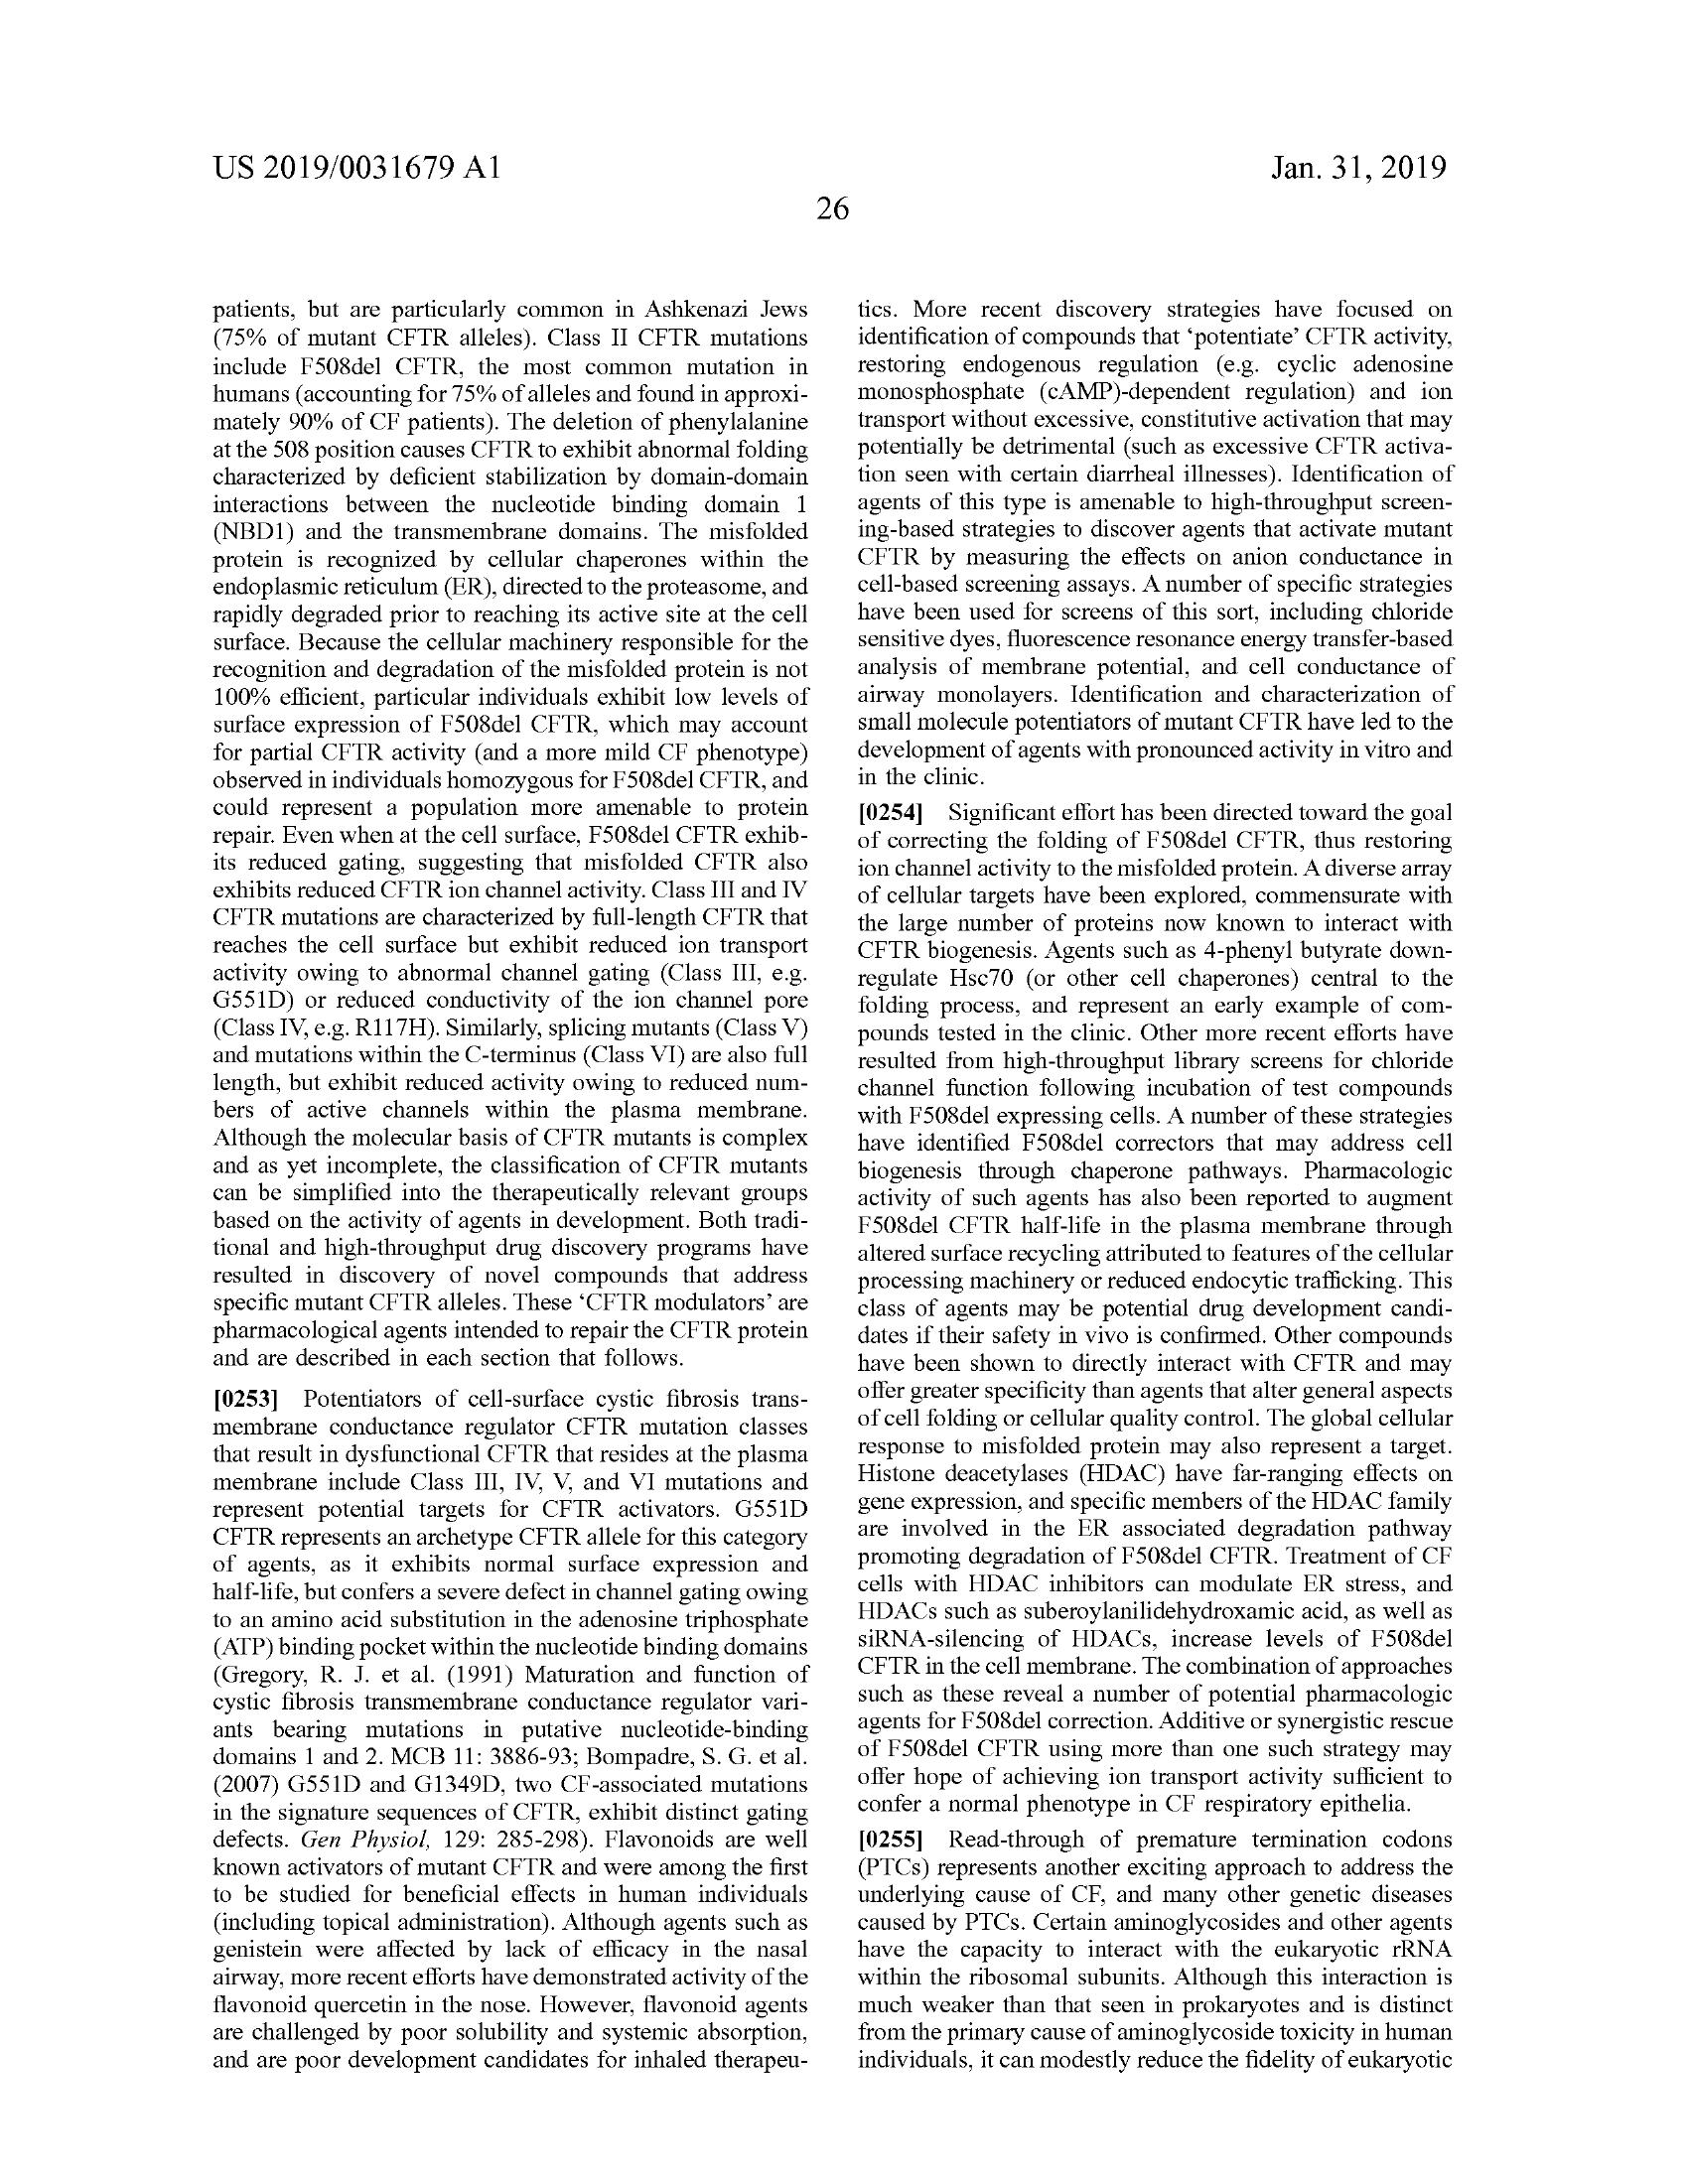 US 2019/0031679 A1
Jan. 31, 2019
26
patients, but are particularly common in Ashkenazi Jews
(75% of mutant CFTR alleles). Class II CFTR mutations
include F508del CFTR, the most common mutation in
humans (accounting for 75% of alleles and found in approxi-
mately 90% of CF patients). The deletion of phenylalanine
at the 508 position causes CFTR to exhibit abnormal folding
characterized by deficient stabilization by domain-domain
interactions between the nucleotide binding domain 1
(NBD1) and the transmembrane domains. The misfolded
protein is recognized by cellular chaperones within the
endoplasmic reticulum (ER), directed to the proteasome, and
rapidly degraded prior to reaching its active site at the cell
surface. Because the cellular machinery responsible for the
recognition and degradation of the misfolded protein is not
100% efficient, particular individuals exhibit low levels of
surface expression of F508del CFTR, which may account
for partial CFTR activity (and a more mild CF phenotype)
observed in individuals homozygous for F508del CFTR, and
could represent a population more amenable to protein
repair. Even when at the cell surface, F508del CFTR exhib-
its reduced gating, suggesting that misfolded CFTR also
exhibits reduced CFTR ion channel activity. Class III and IV
CFTR mutations are characterized by full-length CFTR that
reaches the cell surface but exhibit reduced ion transport
activity owing to abnormal channel gating (Class III, e.g.
G551D) or reduced conductivity of the ion channel pore
(Class IV, e.g. R117H). Similarly, splicing mutants (Class V)
and mutations within the C-terminus (Class VI) are also full
length, but exhibit reduced activity owing to reduced num-
bers of active channels within the plasma membrane.
Although the molecular basis of CFTR mutants is complex
and as yet incomplete, the classification of CFTR mutants
can be simplified into the therapeutically relevant groups
based on the activity of agents in development. Both tradi-
tional and high-throughput drug discovery programs have
resulted in discovery of novel compounds that address
specific mutant CFTR alleles. These ‘CFTR modulators’ are
pharmacological agents intended to repair the CFTR protein
and are described in each section that follows.
[0253] Potentiators of cell-surface cystic fibrosis trans-
membrane conductance regulator CFTR mutation classes
that result in dysfunctional CFTR that resides at the plasma
membrane include Class III, IV, V, and VI mutations and
represent potential targets for CFTR activators. G551D
CFTR represents an archetype CFTR allele for this category
of agents, as it exhibits normal surface expression and
half-life, but confers a severe defect in channel gating owing
to an amino acid substitution in the adenosine triphosphate
(ATP) binding pocket within the nucleotide binding domains
(Gregory, R. J. et al. (1991) Maturation and function of
cystic fibrosis transmembrane conductance regulator vari-
ants bearing mutations in putative nucleotide-binding
domains 1 and 2. MCB 11: 3886-93; Bompadre, S. G. et al.
(2007) G551D and G1349D, two CF-associated mutations
in the signature sequences of CFTR, exhibit distinct gating
defects. Gen Physiol, 129: 285-298). Flavonoids are well
known activators of mutant CFTR and were among the first
to be studied for beneficial effects in human individuals
(including topical administration). Although agents such as
genistein were affected by lack of efficacy in the nasal
airway, more recent efforts have demonstrated activity of the
flavonoid quercetin in the nose. However, flavonoid agents
are challenged by poor solubility and systemic absorption,
and are poor development candidates for inhaled therapeu-
tics. More recent discovery strategies have focused on
identification of compounds that ‘potentiate’ CFTR activity,
restoring endogenous regulation (e.g. cyclic adenosine
monosphosphate (cAMP)-dependent regulation) and ion
transport without excessive, constitutive activation that may
potentially be detrimental (such as excessive CFTR activa-
tion seen with certain diarrheal illnesses). Identification of
agents of this type is amenable to high-throughput screen-
ing-based strategies to discover agents that activate mutant
CFTR by measuring the effects on anion conductance in
cell-based screening assays. A number of specific strategies
have been used for screens of this sort, including chloride
sensitive dyes, fluorescence resonance energy transfer-based
analysis of membrane potential, and cell conductance of
airway monolayers. Identification and characterization of
small molecule potentiators of mutant CFTR have led to the
development of agents with pronounced activity in vitro and
in the clinic.
[0254] Significant effort has been directed toward the goal
of correcting the folding of F508del CFTR, thus restoring
ion channel activity to the misfolded protein. A diverse array
of cellular targets have been explored, commensurate with
the large number of proteins now known to interact with
CFTR biogenesis. Agents such as 4-phenyl butyrate down-
regulate Hsc70 (or other cell chaperones) central to the
folding process, and represent an early example of com-
pounds tested in the clinic. Other more recent efforts have
resulted from high-throughput library screens for chloride
channel function following incubation of test compounds
with F508del expressing cells. A number of these strategies
have identified F508del correctors that may address cell
biogenesis through chaperone pathways. Pharmacologic
activity of such agents has also been reported to augment
F508del CFTR half-life in the plasma membrane through
altered surface recycling attributed to features of the cellular
processing machinery or reduced endocytic trafficking. This
class of agents may be potential drug development candi-
dates if their safety in vivo is confirmed. Other compounds
have been shown to directly interact with CFTR and may
offer greater specificity than agents that alter general aspects
of cell folding or cellular quality control. The global cellular
response to misfolded protein may also represent a target.
Histone deacetylases (HDAC) have far-ranging effects on
gene expression, and specific members of the HDAC family
are involved in the ER associated degradation pathway
promoting degradation of F508del CFTR. Treatment of CF
cells with HDAC inhibitors can modulate ER stress, and
HDACs such as suberoylanilidehydroxamic acid, as well as
siRNA-silencing of HDACs, increase levels of F508del
CFTR in the cell membrane. The combination of approaches
such as these reveal a number of potential pharmacologic
agents for F508del correction. Additive or synergistic rescue
of F508del CFTR using more than one such strategy may
offer hope of achieving ion transport activity sufficient to
confer a normal phenotype in CF respiratory epithelia.
[0255] Read-through of premature termination codons
(PTCs) represents another exciting approach to address the
underlying cause of CF, and many other genetic diseases
caused by PTCs. Certain aminoglycosides and other agents
have the capacity to interact with the eukaryotic rRNA
within the ribosomal subunits. Although this interaction is
much weaker than that seen in prokaryotes and is distinct
from the primary cause of aminoglycoside toxicity in human
individuals, it can modestly reduce the fidelity of eukaryotic